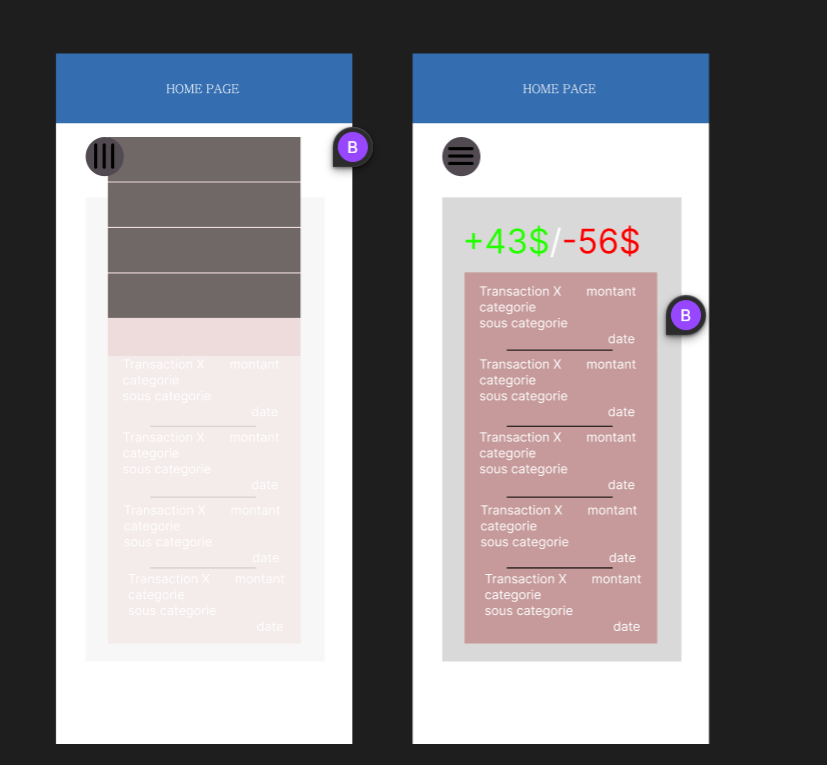 HOME PAGE
B
Transaction X montant
categorie
sous categorie
date
Transaction X montant
categorie
sous categorie
date
Transaction X montant
categorie
sous categorie
date
Transaction X montant
categorie
sous categorie
date
HOME PAGE
+43$/-56$
B
Transaction X montant
categorie
sous categorie
date
Transaction X montant
categorie
sous categorie
date
Transaction X montant
categorie
sous categorie
date
Transaction X montant
categorie
sous categorie
date
Transaction X montant
categorie
sous categorie
date